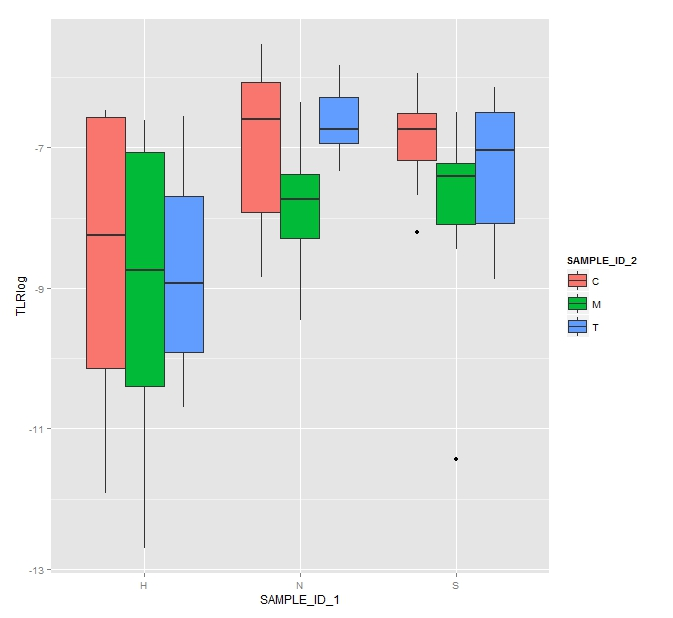 TLRlog
-7
-9
-11
-13
H N S
SAMPLE_ID_1
SAMPLE_ID_2
C
M
T